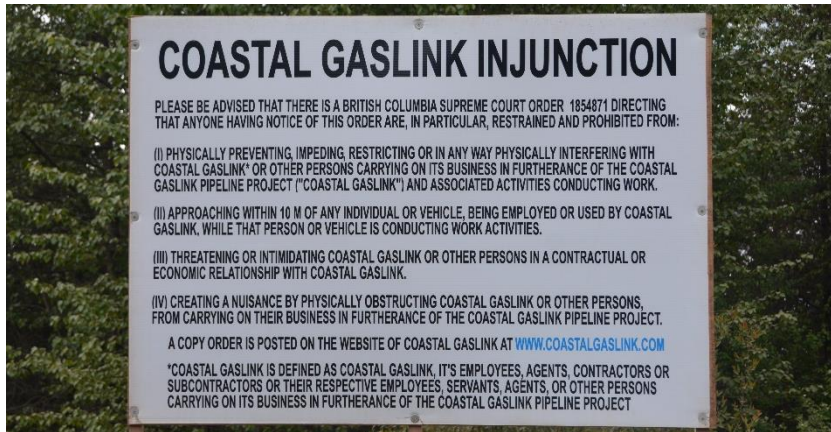 COASTAL GASLINK INJUNCTION
PLEASE BE ADVISED THAT THERE IS A BRITISH COLUMBIA SUPREME COURT ORDER 1854871 DIRECTING
THAT ANYONE HAVING NOTICE OF THIS ORDER ARE, IN PARTICULAR, RESTRAINED AND PROHIBITED FROM:
(I) PHYSICALLY PREVENTING, IMPEDING, RESTRICTING OR IN ANY WAY PHYSICALLY INTERFERING WITH
COASTAL GASLINK* OR OTHER PERSONS CARRYING ON ITS BUSINESS IN FURTHERANCE OF THE COASTAL
GASLINK PIPELINE PROJECT ("COASTAL GASLINK") AND ASSOCIATED ACTIVITIES CONDUCTING WORK.
(II) APPROACHING WITHIN 10 M OF ANY INDIVIDUAL OR VEHICLE, BEING EMPLOYED OR USED BY COASTAL
GASLINK, WHILE THAT PERSON OR VEHICLE IS CONDUCTING WORK ACTIVITIES.
(III) THREATENING OR INTIMIDATING COASTAL GASLINK OR OTHER PERSONS IN A CONTRACTUAL OR
ECONOMIC RELATIONSHIP WITH COASTAL GASLINK.
(IV) CREATING A NUISANCE BY PHYSICALLY OBSTRUCTING COASTAL GASLINK OR OTHER PERSONS,
FROM CARRYING ON THEIR BUSINESS IN FURTHERANCE OF THE COASTAL GASLINK PIPELINE PROJECT.
A COPY ORDER IS POSTED ON THE WEBSITE OF COASTAL GASLINK AT WWW.COASTALGASLINK.COM
*COASTAL GASLINK IS DEFINED AS COASTAL GASLINK, IT'S EMPLOYEES, AGENTS, CONTRACTORS OR
SUBCONTRACTORS OR THEIR RESPECTIVE EMPLOYEES, SERVANTS, AGENTS, OR OTHER PERSONS
CARRYING ON ITS BUSINESS IN FURTHERANCE OF THE COASTAL GASLINK PIPELINE PROJECT